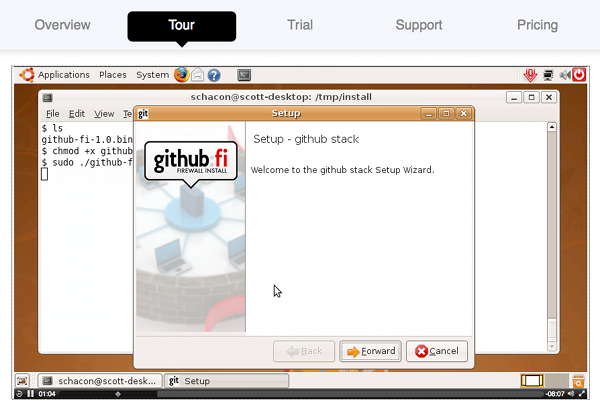 Overview Tour Trial Support Pricing
Applications Places System
schacon@scott-desktop: /tmp/install
File Edit View T
$ ls
github-fi-1.0.bin
$ chmod +x github
$ sudo ./github-f
git Setup
github:fi
FIREWALL INSTALL
Setup - github stack
Welcome to the github stack Setup Wizard.
Back Forward Cancel
schacon@scott-desk... git Setup
01:04 -08:07